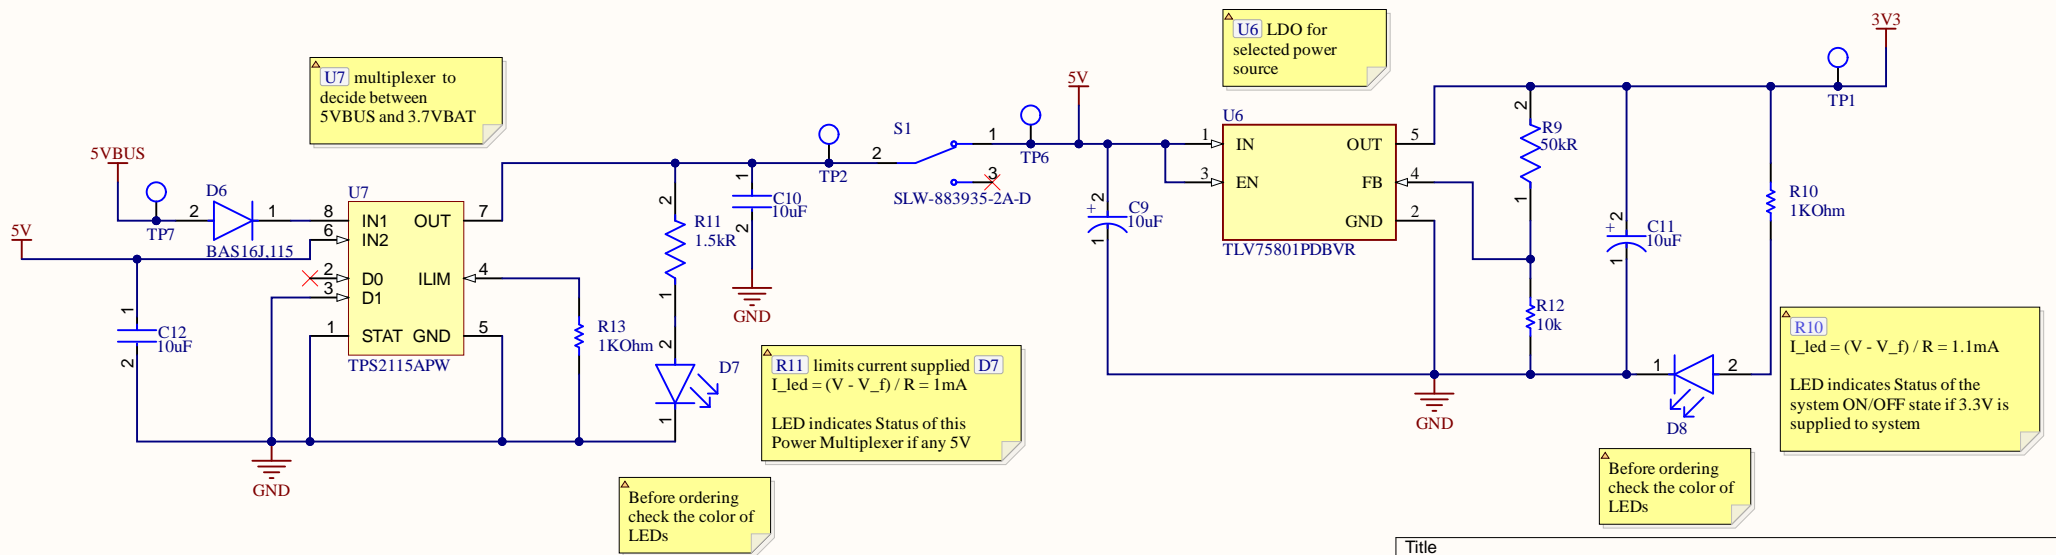 U7 multiplexer to
decide between
5VBUS and 3.7VBAT
U6 LDO for
selected power
source
3V3
TP1
5V
TP6
S1
2
1
3
SLW-883935-2A-D
TP2
5VBUS
TP7
D6
2
1
BAS16J,115
5V
U7
8
IN1
OUT
7
6
IN2
2
D0
ILIM
4
3
D1
1
STAT
GND
5
TPS2115APW
1
C12
10uF
2
GND
R13
1KOhm
2
R11
1.5kR
1
2
D7
1
1
C10
10uF
2
GND
R11 limits current supplied D7
I_led = (V - V_f) / R = 1mA
LED indicates Status of this
Power Multiplexer if any 5V
Before ordering
check the color of
LEDs
2
+
C9
10uF
1
U6
1
IN
OUT
5
3
EN
FB
4
GND
2
TLV75801PDBVR
2
R9
50kR
1
R12
10k
2
+
C11
10uF
1
R10
1KOhm
GND
1
2
D8
R10
I_led = (V - V_f) / R = 1.1mA
LED indicates Status of the
system ON/OFF state if 3.3V is
supplied to system
Before ordering
check the color of
LEDs
Title